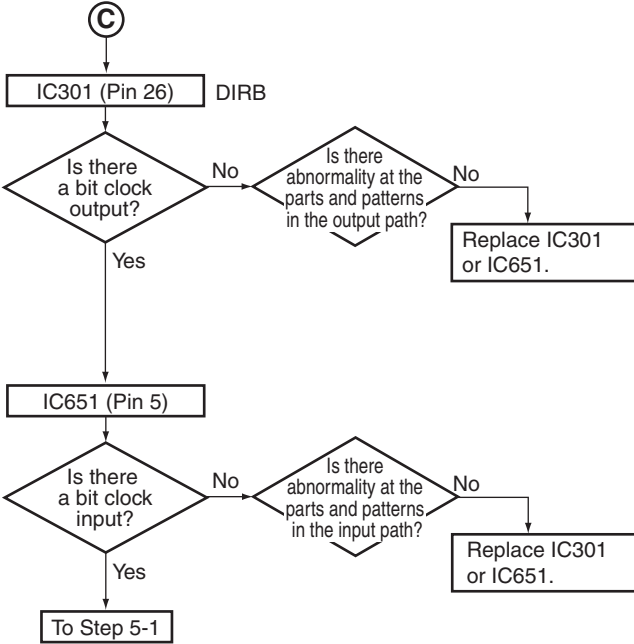 C
IC301 (Pin 26)
DIRB
Is there
a bit clock
output?
No
Is there
abnormality at the
parts and patterns
in the output path?
No
Replace IC301
or IC651.
Yes
IC651 (Pin 5)
Is there
a bit clock
input?
No
Is there
abnormality at the
parts and patterns
in the input path?
No
Replace IC301
or IC651.
Yes
To Step 5-1